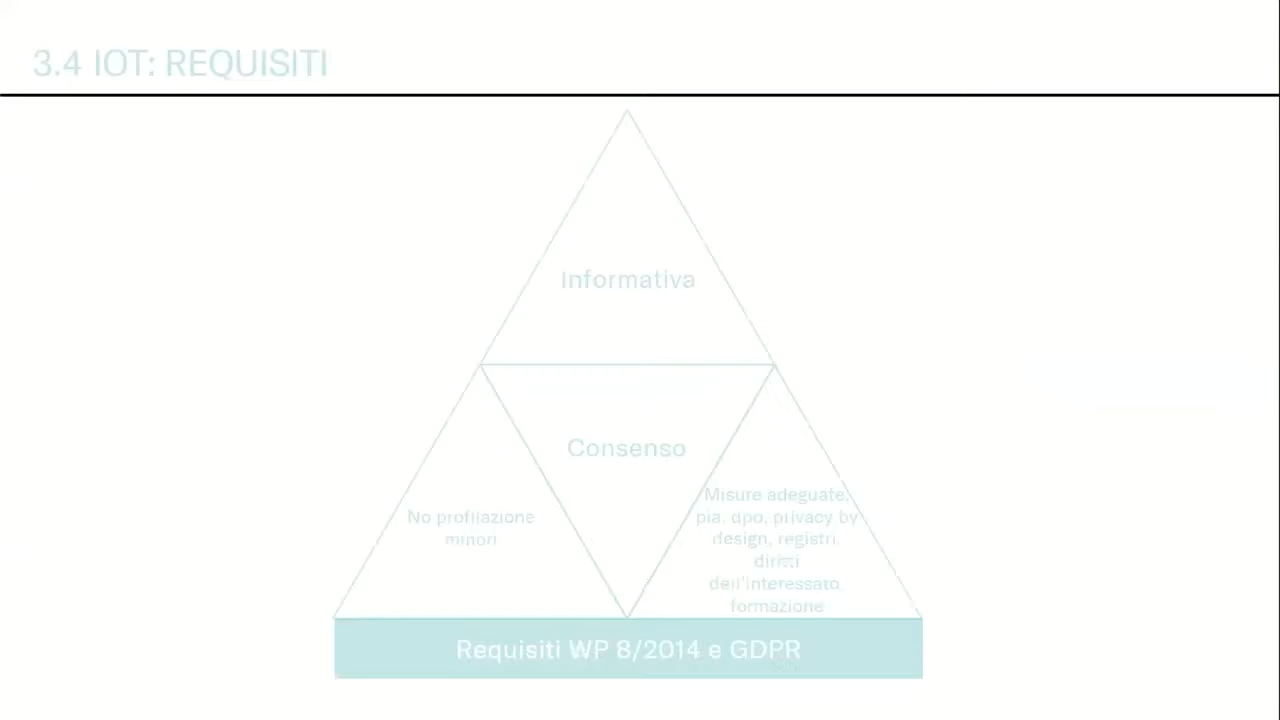 3.4 IOT: REQUISITI
Informativa
Consenso
No profilazione
minori
Misure adeguate,
pia, dpo, privacy by
design, registri,
diritti
dell'interessato,
formazione
Requisiti WP 8/2014 e GDPR